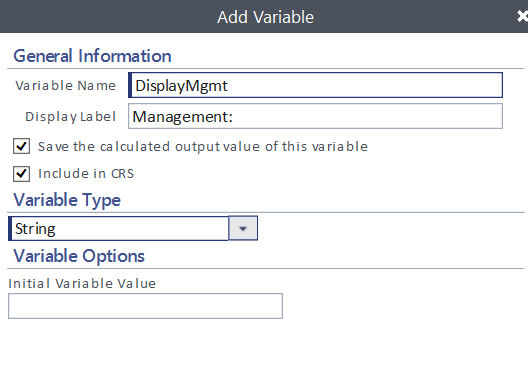 Add Variable
General Information
Variable Name DisplayMgmt
Display Label Management:
Save the calculated output value of this variable
Include in CRS
Variable Type
String
Variable Options
Initial Variable Value